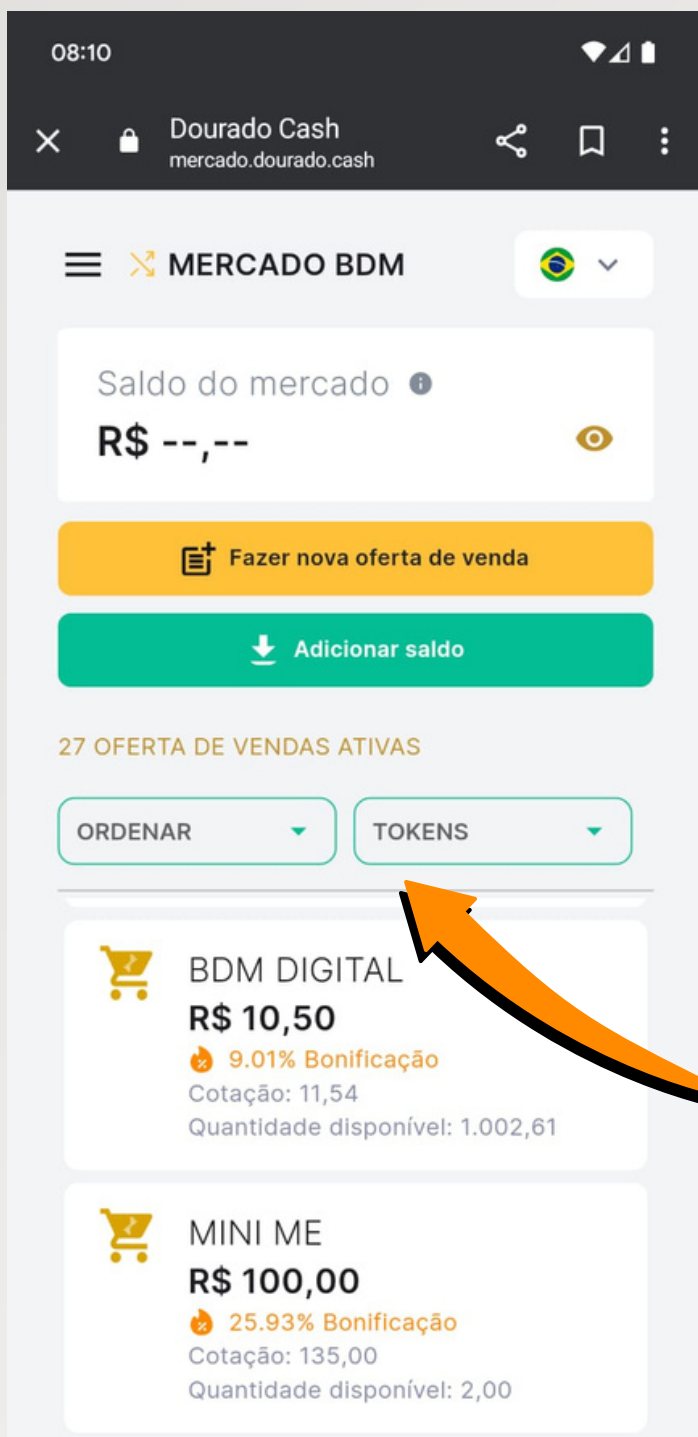 08:10
Dourado Cash
mercado.dourado.cash
MERCADO BDM
Saldo do mercado
R$ --,--
Fazer nova oferta de venda
Adicionar saldo
27 OFERTA DE VENDAS ATIVAS
ORDENAR
TOKENS
BDM DIGITAL
R$ 10,50
9.01% Bonificação
Cotação: 11,54
Quantidade disponível: 1.002,61
MINI ME
R$ 100,00
25.93% Bonificação
Cotação: 135,00
Quantidade disponível: 2,00